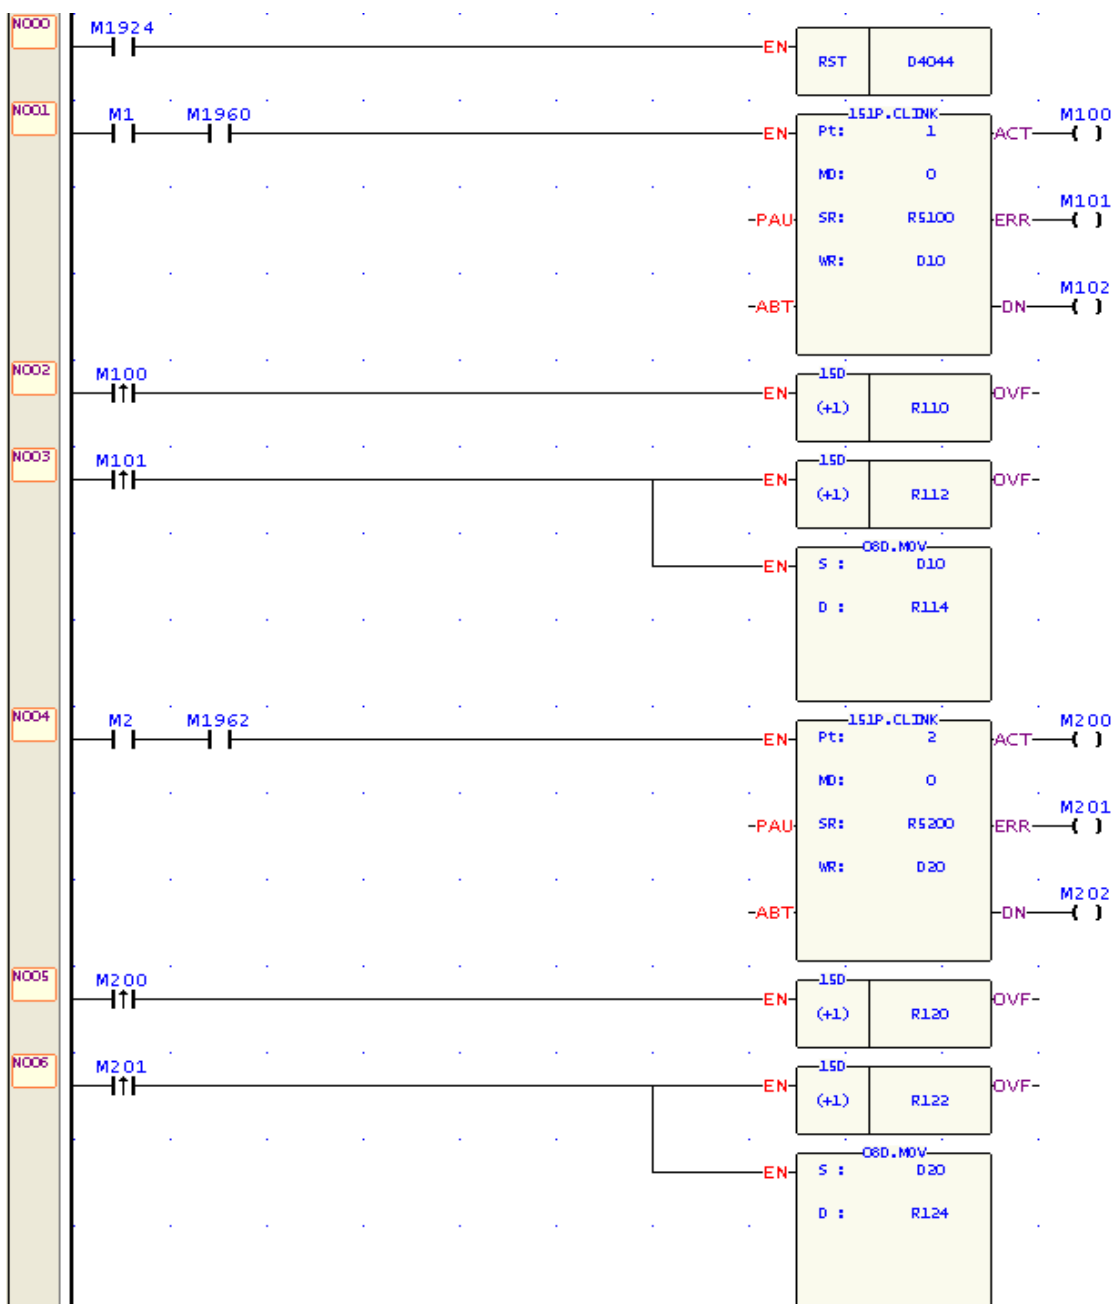 N000
M1924
EN
RST D4044
N001
M1 M1960
EN
151P.CLINK
Pt: 1
ACT
M100
MD: 0
PAU
SR: R5100
ERR
M101
WR: D10
ABT
DN
M102
N002
M100
EN
15D
(+1) R110
OVF
N003
M101
EN
15D
(+1) R112
OVF
EN
08D.MOV
S : D10
D : R114
N004
M2 M1962
EN
151P.CLINK
Pt: 2
ACT
M200
MD: 0
PAU
SR: R5200
ERR
M201
WR: D20
ABT
DN
M202
N005
M200
EN
15D
(+1) R120
OVF
N006
M201
EN
15D
(+1) R122
OVF
EN
08D.MOV
S : D20
D : R124